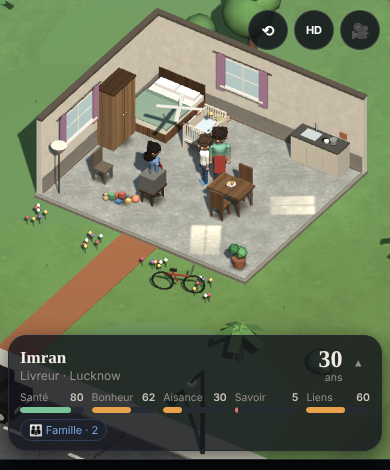 HD
Imran
30
Livreur · Lucknow
ans
Santé 80 Bonheur 62 Aisance 30 Savoir 5 Liens 60
Famille · 2